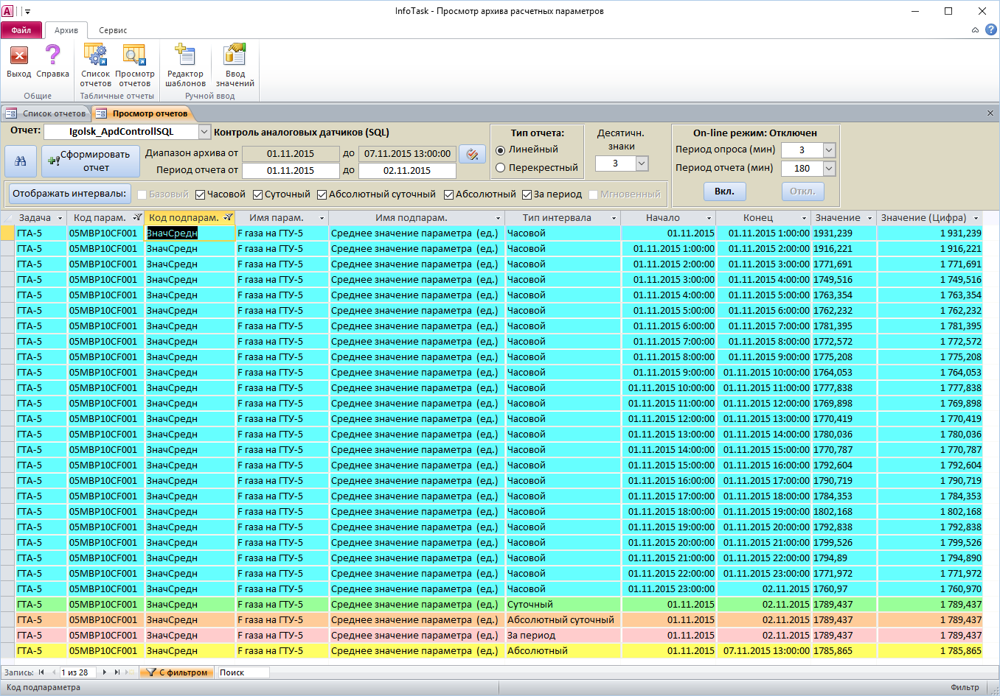 InfoTask - Просмотр архива расчетных параметров
Файл Архив Сервис
Выход Справка Список отчетов Просмотр отчетов Редактор шаблонов Ввод значений
Общие Табличные отчеты Ручной ввод
Список отчетов Просмотр отчетов
Отчет: Igolsk_ApdControllSQL Контроль аналоговых датчиков (SQL)
Сформировать отчет
Диапазон архива от 01.11.2015 до 07.11.2015 13:00:00
Период отчета от 01.11.2015 до 02.11.2015
Тип отчета:
Линейный
Перекрестный
Десятичн. знаки
3
On-line режим: Отключен
Период опроса (мин) 3
Период отчета (мин) 180
Вкл. Откл.
Отображать интервалы: Базовый Часовой Суточный Абсолютный суточный Абсолютный За период Мгновенный
Задача Код парам. Код подпарам. Имя парам. Имя подпарам. Тип интервала Начало Конец Значение Значение (Цифра)
ГТА-5 05MBP10CF001 ЗначСредн F газа на ГТУ-5 Среднее значение параметра (ед.) Часовой 01.11.2015 01.11.2015 1:00:00 1931,239 1 931,239
ГТА-5 05MBP10CF001 ЗначСредн F газа на ГТУ-5 Среднее значение параметра (ед.) Часовой 01.11.2015 1:00:00 01.11.2015 2:00:00 1916,221 1 916,221
ГТА-5 05MBP10CF001 ЗначСредн F газа на ГТУ-5 Среднее значение параметра (ед.) Часовой 01.11.2015 2:00:00 01.11.2015 3:00:00 1771,691 1 771,691
ГТА-5 05MBP10CF001 ЗначСредн F газа на ГТУ-5 Среднее значение параметра (ед.) Часовой 01.11.2015 3:00:00 01.11.2015 4:00:00 1749,516 1 749,516
ГТА-5 05MBP10CF001 ЗначСредн F газа на ГТУ-5 Среднее значение параметра (ед.) Часовой 01.11.2015 4:00:00 01.11.2015 5:00:00 1763,354 1 763,354
ГТА-5 05MBP10CF001 ЗначСредн F газа на ГТУ-5 Среднее значение параметра (ед.) Часовой 01.11.2015 5:00:00 01.11.2015 6:00:00 1762,232 1 762,232
ГТА-5 05MBP10CF001 ЗначСредн F газа на ГТУ-5 Среднее значение параметра (ед.) Часовой 01.11.2015 6:00:00 01.11.2015 7:00:00 1781,395 1 781,395
ГТА-5 05MBP10CF001 ЗначСредн F газа на ГТУ-5 Среднее значение параметра (ед.) Часовой 01.11.2015 7:00:00 01.11.2015 8:00:00 1772,572 1 772,572
ГТА-5 05MBP10CF001 ЗначСредн F газа на ГТУ-5 Среднее значение параметра (ед.) Часовой 01.11.2015 8:00:00 01.11.2015 9:00:00 1775,208 1 775,208
ГТА-5 05MBP10CF001 ЗначСредн F газа на ГТУ-5 Среднее значение параметра (ед.) Часовой 01.11.2015 9:00:00 01.11.2015 10:00:00 1764,053 1 764,053
ГТА-5 05MBP10CF001 ЗначСредн F газа на ГТУ-5 Среднее значение параметра (ед.) Часовой 01.11.2015 10:00:00 01.11.2015 11:00:00 1777,838 1 777,838
ГТА-5 05MBP10CF001 ЗначСредн F газа на ГТУ-5 Среднее значение параметра (ед.) Часовой 01.11.2015 11:00:00 01.11.2015 12:00:00 1769,898 1 769,898
ГТА-5 05MBP10CF001 ЗначСредн F газа на ГТУ-5 Среднее значение параметра (ед.) Часовой 01.11.2015 12:00:00 01.11.2015 13:00:00 1770,419 1 770,419
ГТА-5 05MBP10CF001 ЗначСредн F газа на ГТУ-5 Среднее значение параметра (ед.) Часовой 01.11.2015 13:00:00 01.11.2015 14:00:00 1780,036 1 780,036
ГТА-5 05MBP10CF001 ЗначСредн F газа на ГТУ-5 Среднее значение параметра (ед.) Часовой 01.11.2015 14:00:00 01.11.2015 15:00:00 1770,787 1 770,787
ГТА-5 05MBP10CF001 ЗначСредн F газа на ГТУ-5 Среднее значение параметра (ед.) Часовой 01.11.2015 15:00:00 01.11.2015 16:00:00 1792,604 1 792,604
ГТА-5 05MBP10CF001 ЗначСредн F газа на ГТУ-5 Среднее значение параметра (ед.) Часовой 01.11.2015 16:00:00 01.11.2015 17:00:00 1790,719 1 790,719
ГТА-5 05MBP10CF001 ЗначСредн F газа на ГТУ-5 Среднее значение параметра (ед.) Часовой 01.11.2015 17:00:00 01.11.2015 18:00:00 1784,353 1 784,353
ГТА-5 05MBP10CF001 ЗначСредн F газа на ГТУ-5 Среднее значение параметра (ед.) Часовой 01.11.2015 18:00:00 01.11.2015 19:00:00 1802,168 1 802,168
ГТА-5 05MBP10CF001 ЗначСредн F газа на ГТУ-5 Среднее значение параметра (ед.) Часовой 01.11.2015 19:00:00 01.11.2015 20:00:00 1792,838 1 792,838
ГТА-5 05MBP10CF001 ЗначСредн F газа на ГТУ-5 Среднее значение параметра (ед.) Часовой 01.11.2015 20:00:00 01.11.2015 21:00:00 1799,526 1 799,526
ГТА-5 05MBP10CF001 ЗначСредн F газа на ГТУ-5 Среднее значение параметра (ед.) Часовой 01.11.2015 21:00:00 01.11.2015 22:00:00 1794,89 1 794,890
ГТА-5 05MBP10CF001 ЗначСредн F газа на ГТУ-5 Среднее значение параметра (ед.) Часовой 01.11.2015 22:00:00 01.11.2015 23:00:00 1771,972 1 771,972
ГТА-5 05MBP10CF001 ЗначСредн F газа на ГТУ-5 Среднее значение параметра (ед.) Часовой 01.11.2015 23:00:00 02.11.2015 1760,97 1 760,970
ГТА-5 05MBP10CF001 ЗначСредн F газа на ГТУ-5 Среднее значение параметра (ед.) Суточный 01.11.2015 02.11.2015 1789,437 1 789,437
ГТА-5 05MBP10CF001 ЗначСредн F газа на ГТУ-5 Среднее значение параметра (ед.) Абсолютный суточный 01.11.2015 02.11.2015 1789,437 1 789,437
ГТА-5 05MBP10CF001 ЗначСредн F газа на ГТУ-5 Среднее значение параметра (ед.) За период 01.11.2015 02.11.2015 1789,437 1 789,437
ГТА-5 05MBP10CF001 ЗначСредн F газа на ГТУ-5 Среднее значение параметра (ед.) Абсолютный 01.11.2015 07.11.2015 13:00:00 1785,865 1 785,865
Запись: 1 из 28 С фильтром Поиск
Код подпараметра Фильтр